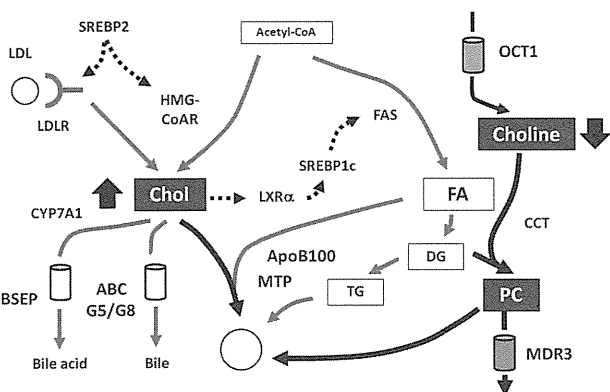 SREBP2
Acetyl-CoA
LDL
OCT1
HMG-
CoAR
LDLR
FAS
Choline
SREBP1c
Chol
LXRα
FA
CYP7A1
CCT
ApoB100
MTP
DG
BSEP
ABC
G5/G8
TG
PC
MDR3
Bile acid
Bile